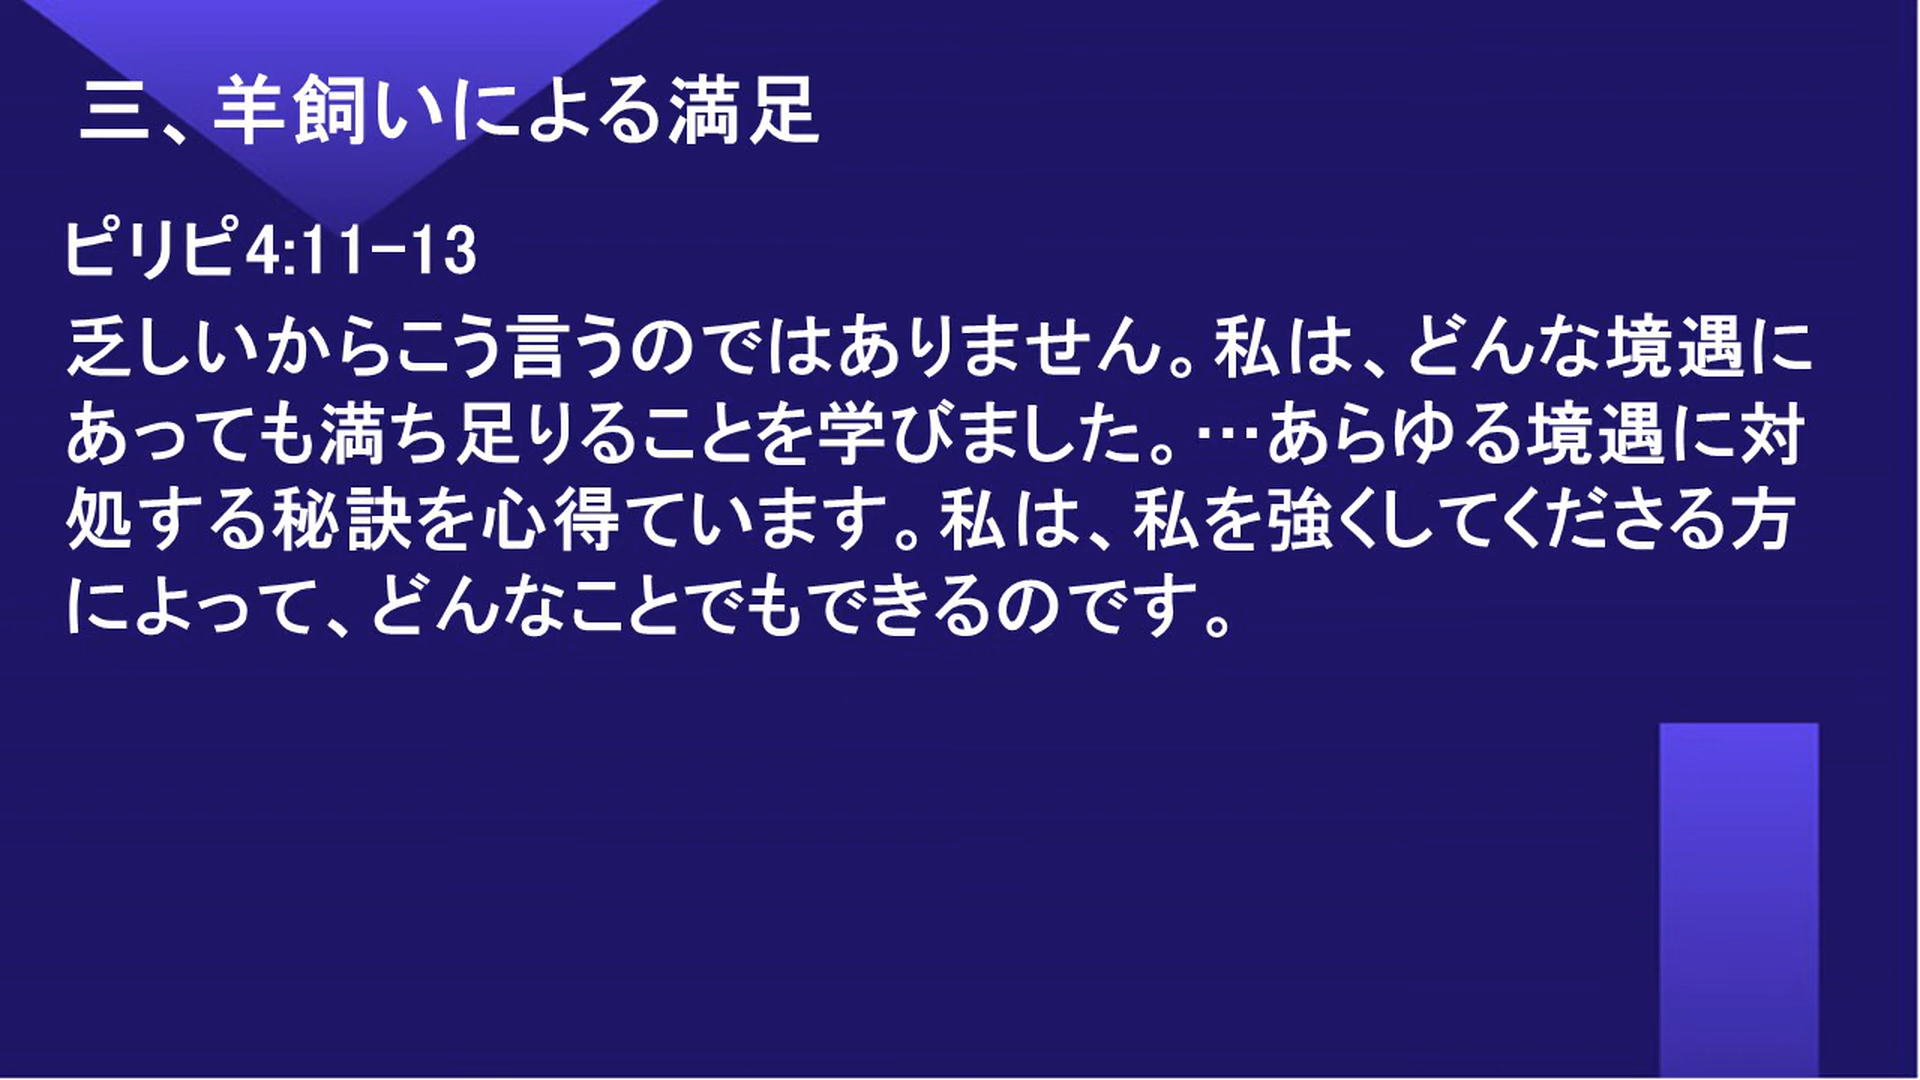 三、羊飼いによる満足
ピリピ4:11-13
乏しいからこう言うのではありません。私は、どんな境遇に
あっても満ち足りることを学びました。…あらゆる境遇に対
処する秘訣を心得ています。私は、私を強くしてくださる方
によって、どんなことでもできるのです。